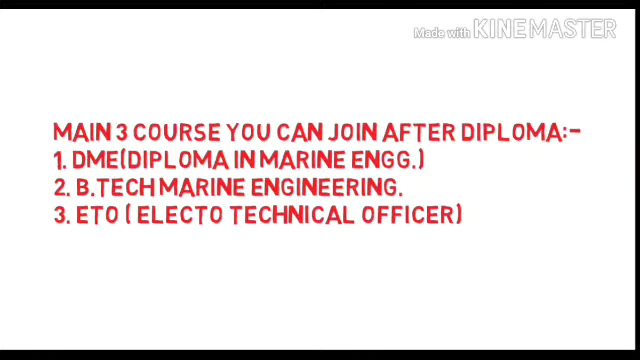 Made with KINEMASTER
MAIN 3 COURSE YOU CAN JOIN AFTER DIPLOMA:-
1. DME(DIPLOMA IN MARINE ENGG.)
2. B.TECH MARINE ENGINEERING.
3. ETO ( ELECTO TECHNICAL OFFICER)